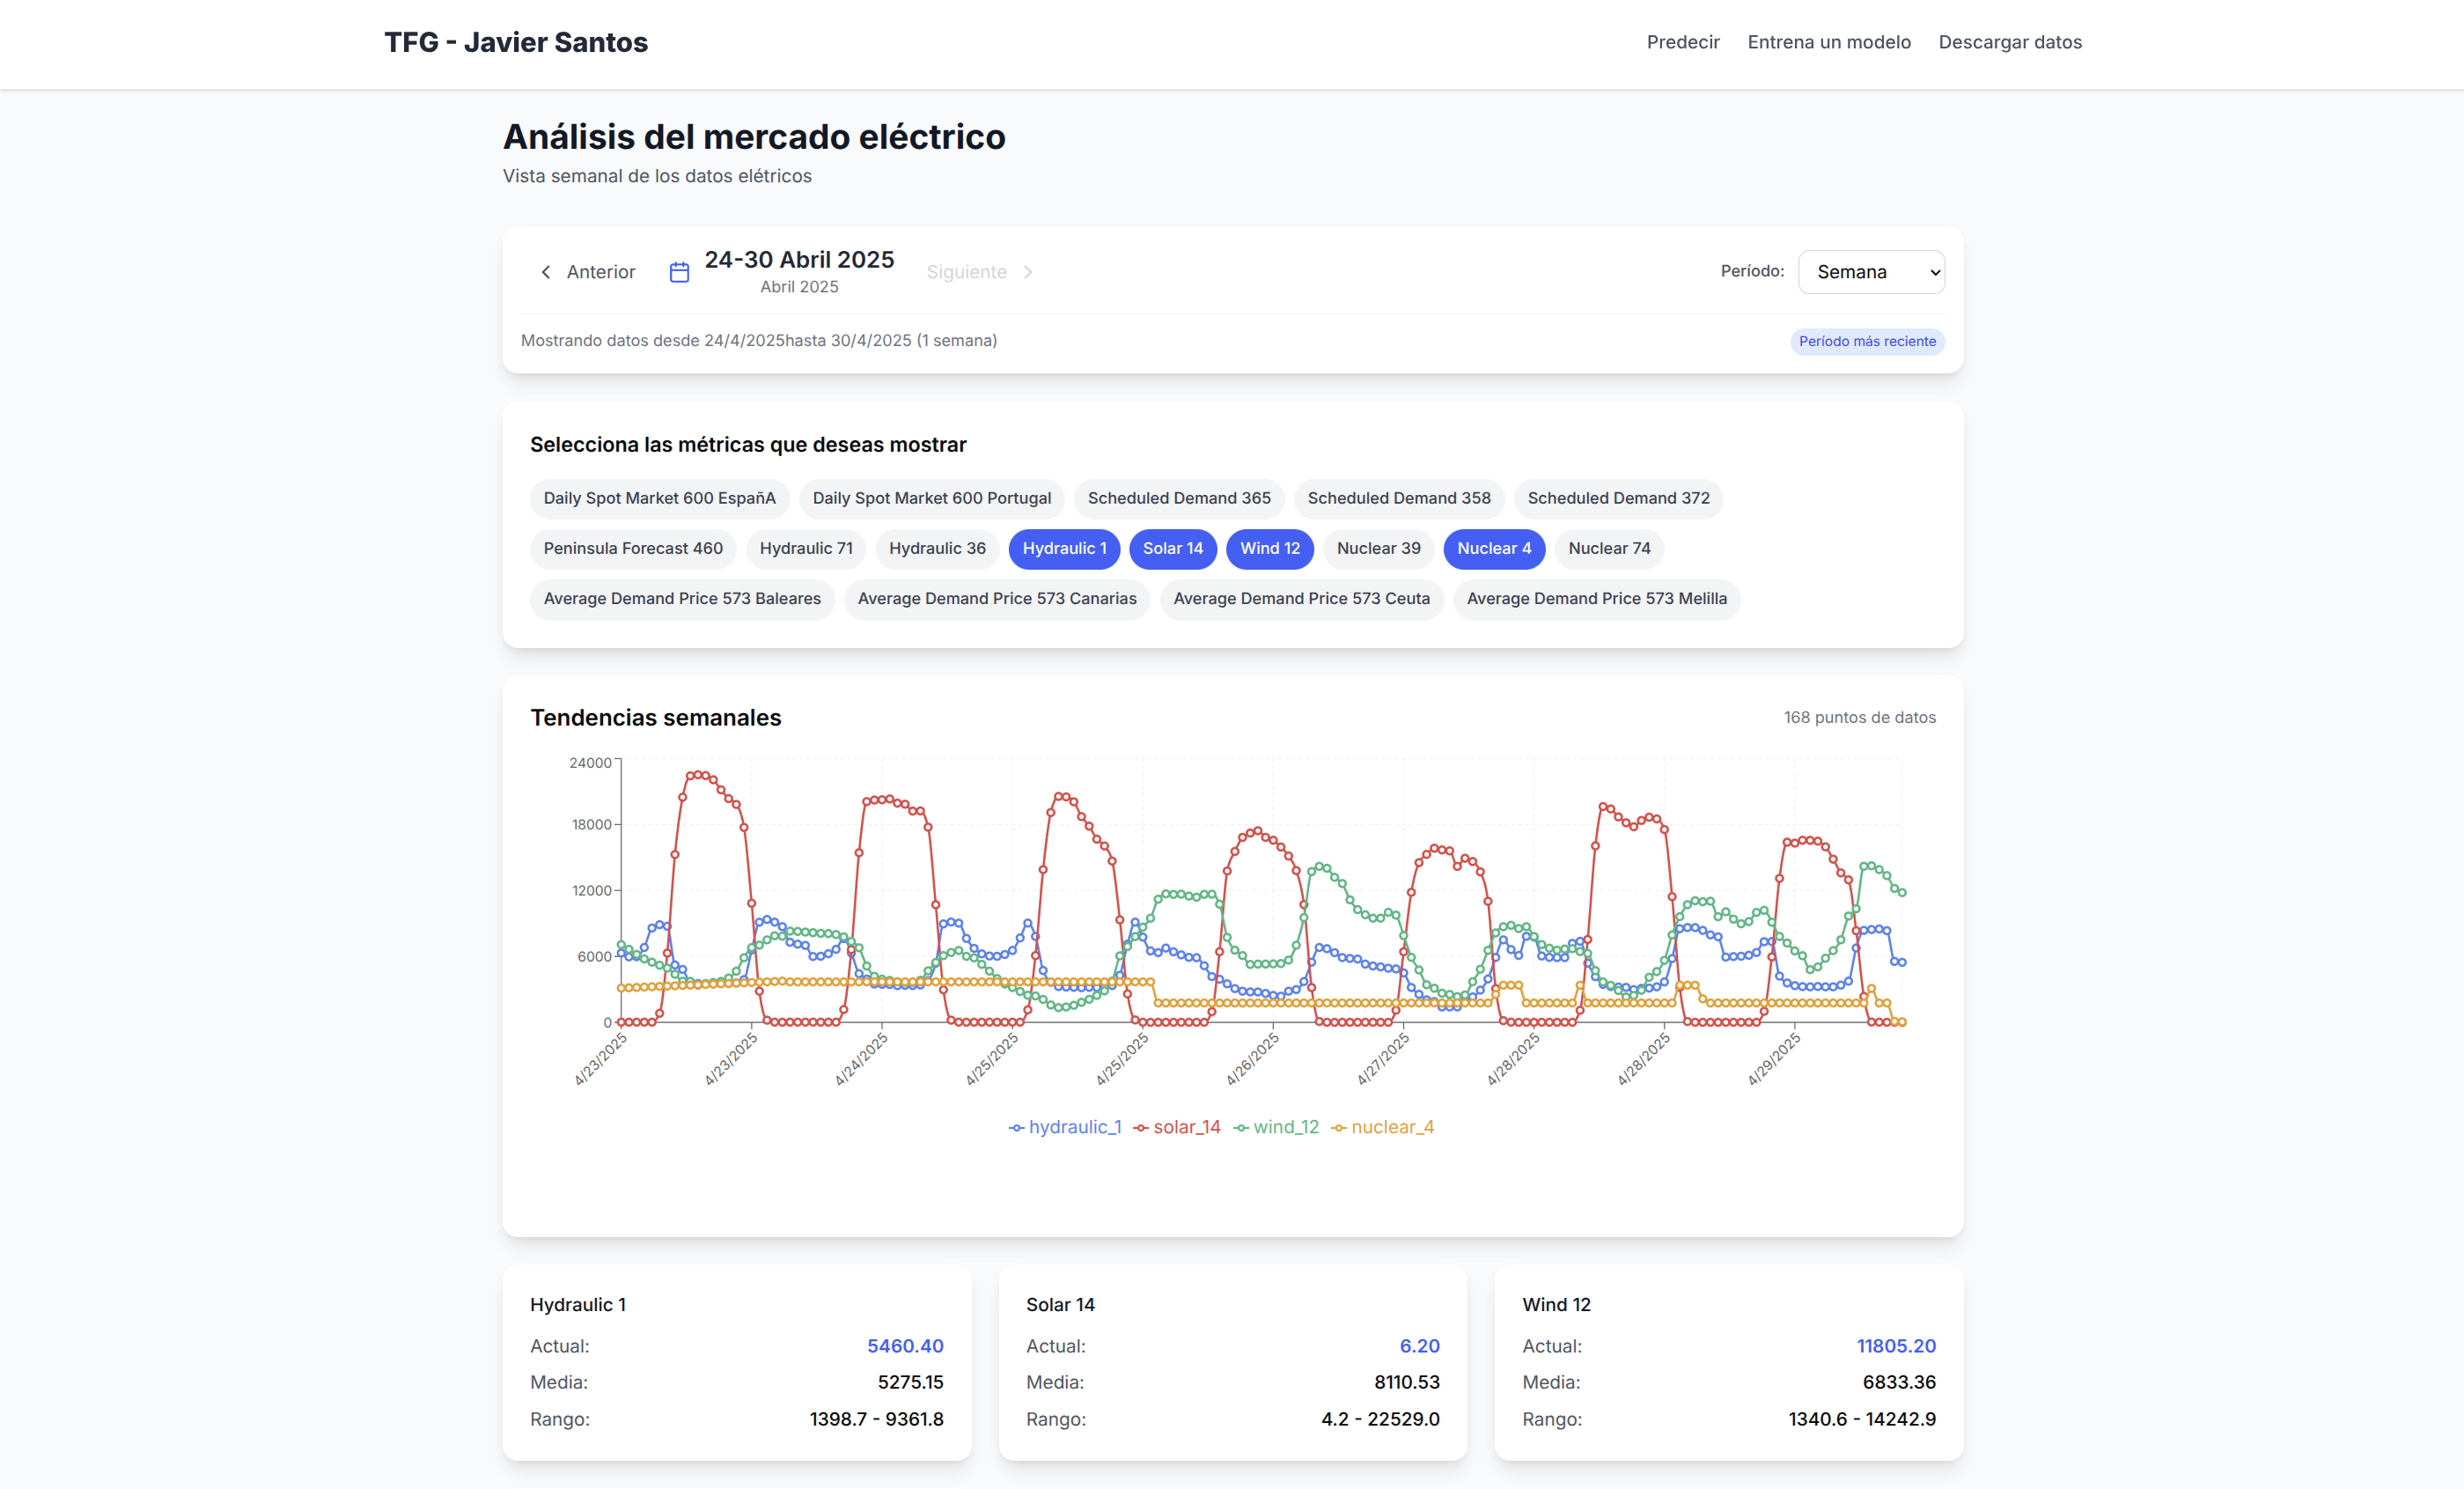 TFG - Javier Santos
Predecir Entrena un modelo Descargar datos
Análisis del mercado eléctrico
Vista semanal de los datos elétricos
Anterior
24-30 Abril 2025
Abril 2025
Siguiente
Período: Semana
Mostrando datos desde 24/4/2025hasta 30/4/2025 (1 semana)
Período más reciente
Selecciona las métricas que deseas mostrar
Daily Spot Market 600 EspañA Daily Spot Market 600 Portugal Scheduled Demand 365 Scheduled Demand 358 Scheduled Demand 372
Peninsula Forecast 460 Hydraulic 71 Hydraulic 36 Hydraulic 1 Solar 14 Wind 12 Nuclear 39 Nuclear 4 Nuclear 74
Average Demand Price 573 Baleares Average Demand Price 573 Canarias Average Demand Price 573 Ceuta Average Demand Price 573 Melilla
Tendencias semanales
168 puntos de datos
24000
18000
12000
6000
0
4/23/2025 4/23/2025 4/24/2025 4/25/2025 4/25/2025 4/26/2025 4/27/2025 4/28/2025 4/28/2025 4/29/2025
hydraulic_1 solar_14 wind_12 nuclear_4
Hydraulic 1
Actual: 5460.40
Media: 5275.15
Rango: 1398.7 - 9361.8
Solar 14
Actual: 6.20
Media: 8110.53
Rango: 4.2 - 22529.0
Wind 12
Actual: 11805.20
Media: 6833.36
Rango: 1340.6 - 14242.9